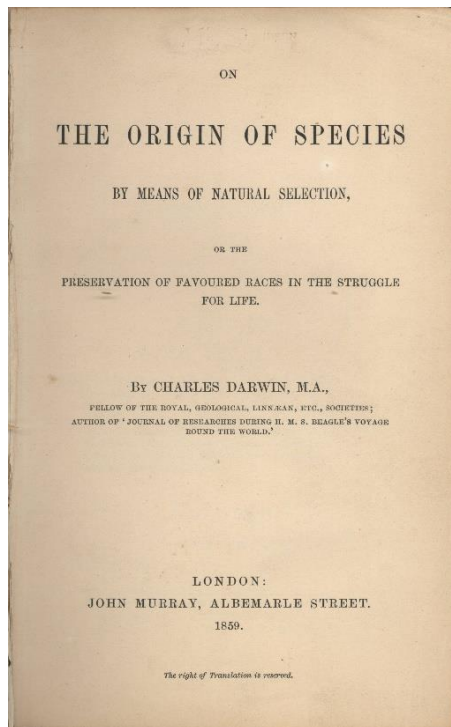 ON
THE ORIGIN OF SPECIES
BY MEANS OF NATURAL SELECTION,
OR THE
PRESERVATION OF FAVOURED RACES IN THE STRUGGLE
FOR LIFE.
BY CHARLES DARWIN, M.A.,
FELLOW OF THE ROYAL, GEOLOGICAL, LINNÆAN, ETC., SOCIETIES;
AUTHOR OF 'JOURNAL OF RESEARCHES DURING H. M. S. BEAGLE'S VOYAGE
ROUND THE WORLD.'
LONDON:
JOHN MURRAY, ALBEMARLE STREET.
1859.
The right of Translation is reserved.